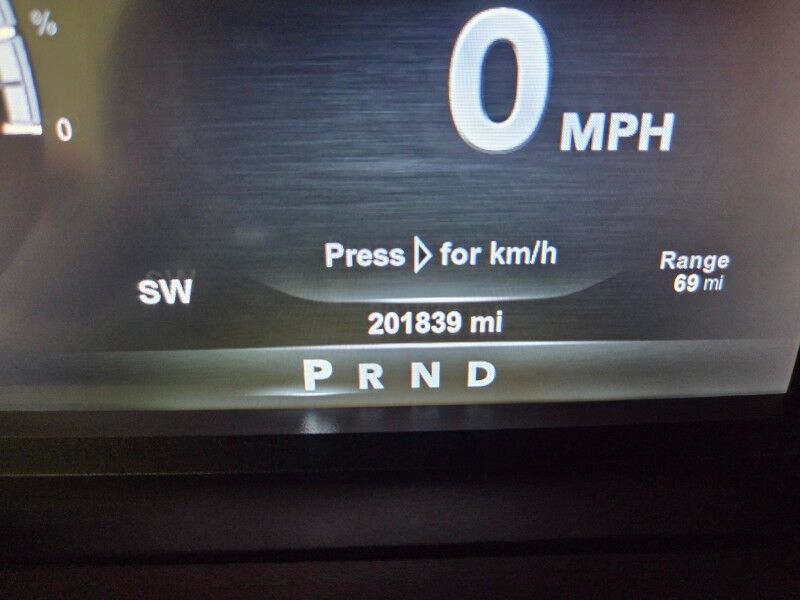 %
0
0 MPH
Press ▷ for km/h
SW
Range
69 mi
201839 mi
P R N D